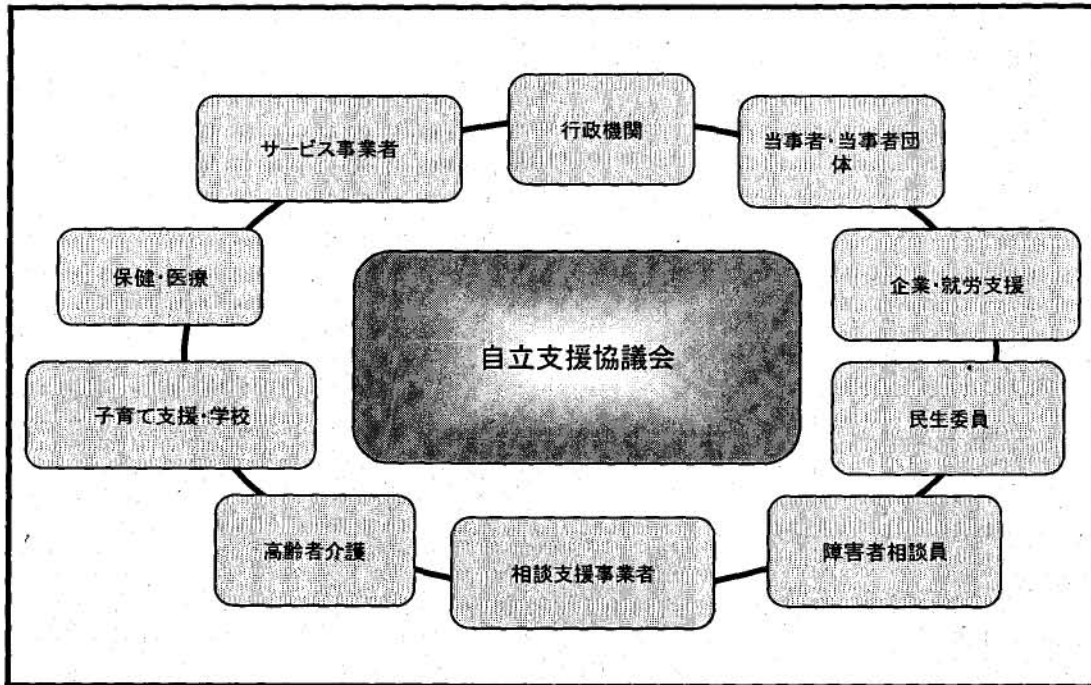 行政機関
サービス事業者
当事者・当事者団
体
保健・医療
企業・就労支援
自立支援協議会
子育て支援・学校
民生委員
高齢者介護
相談支援事業者
障害者相談員